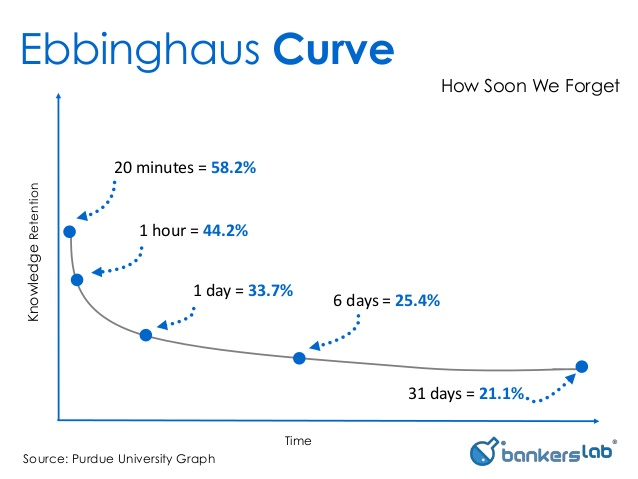 Ebbinghaus Curve
How Soon We Forget
20 minutes = 58.2%
1 hour = 44.2%
1 day = 33.7%
6 days = 25.4%
31 days = 21.1%
Knowledge Retention
Time
Source: Purdue University Graph
bankerslab®